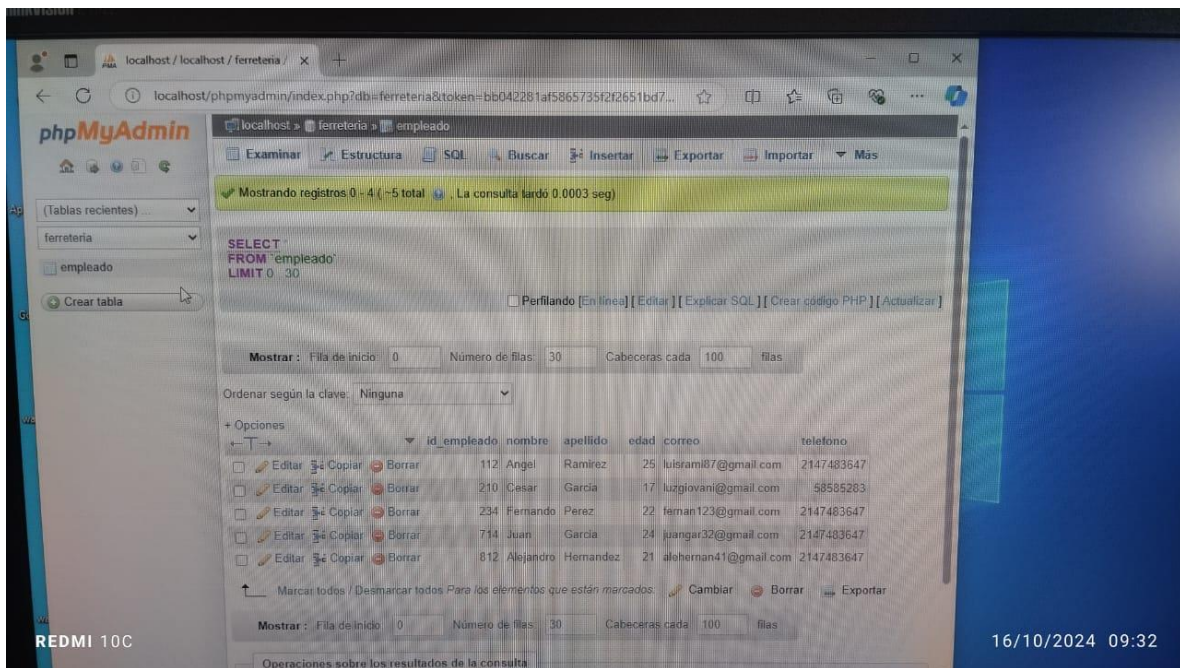 localhost / localhost / ferreteria /
localhost/phpmyadmin/index.php?db=ferreteria&token=bb042281af5865735f2f2651bd7...
phpMyAdmin
localhost » ferreteria » empleado
Examinar Estructura SQL Buscar Insertar Exportar Importar Más
Mostrando registros 0 - 4 ( ~5 total , La consulta tardó 0.0003 seg)
(Tablas recientes) ...
ferreteria
empleado
Crear tabla
SELECT *
FROM `empleado`
LIMIT 0 , 30
Perfilando [En línea] [ Editar ] [ Explicar SQL ] [ Crear código PHP ] [ Actualizar ]
Mostrar : Fila de inicio: 0 Número de filas: 30 Cabeceras cada 100 filas
Ordenar según la clave: Ninguna
+ Opciones
←T→ id_empleado nombre apellido edad correo telefono
Editar Copiar Borrar 112 Angel Ramirez 25 luisrami87@gmail.com 2147483647
Editar Copiar Borrar 210 Cesar Garcia 17 luzgiovani@gmail.com 58585283
Editar Copiar Borrar 234 Fernando Perez 22 fernan123@gmail.com 2147483647
Editar Copiar Borrar 714 Juan Garcia 24 juangar32@gmail.com 2147483647
Editar Copiar Borrar 812 Alejandro Hernandez 21 alehernan41@gmail.com 2147483647
Marcar todos / Desmarcar todos Para los elementos que están marcados: Cambiar Borrar Exportar
Mostrar : Fila de inicio: 0 Número de filas: 30 Cabeceras cada 100 filas
Operaciones sobre los resultados de la consulta
REDMI 10C
16/10/2024 09:32